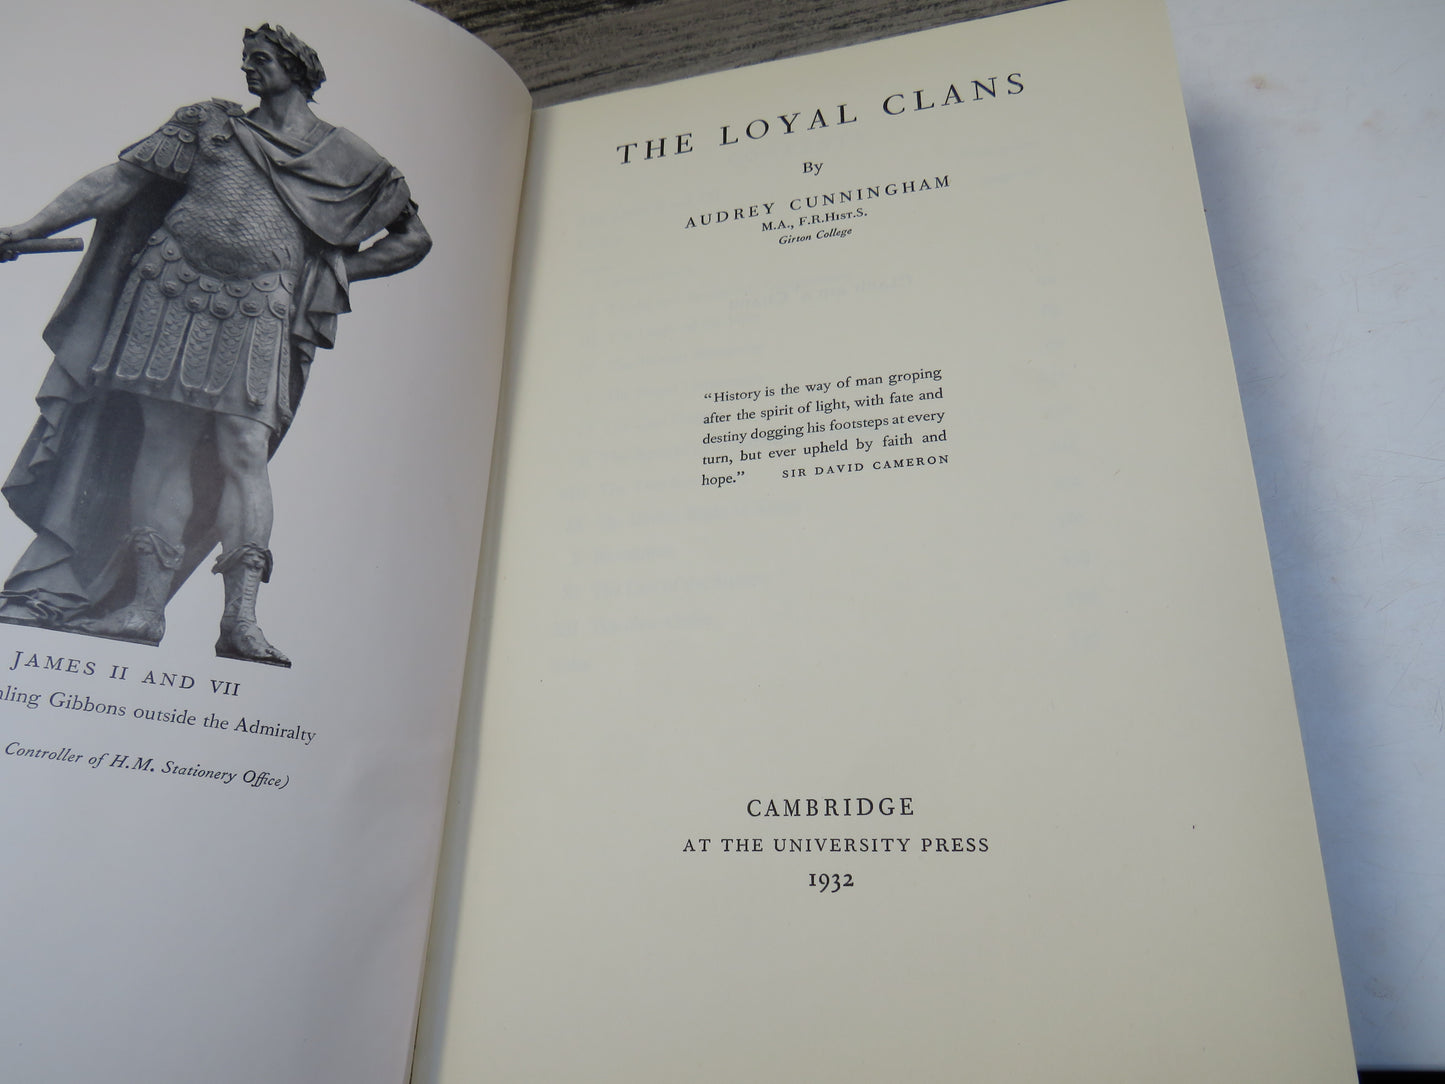 JAMES II AND VII
Gibbons outside the Admiralty
Controller of H.M. Stationery Office)
THE LOYAL CLANS
By
AUDREY CUNNINGHAM
M.A., F.R.HIST.S.
Girton College
"History is the way of man groping
after the spirit of light, with fate and
destiny dogging his footsteps at every
turn, but ever upheld by faith and
hope." SIR DAVID CAMERON
CAMBRIDGE
AT THE UNIVERSITY PRESS
1932